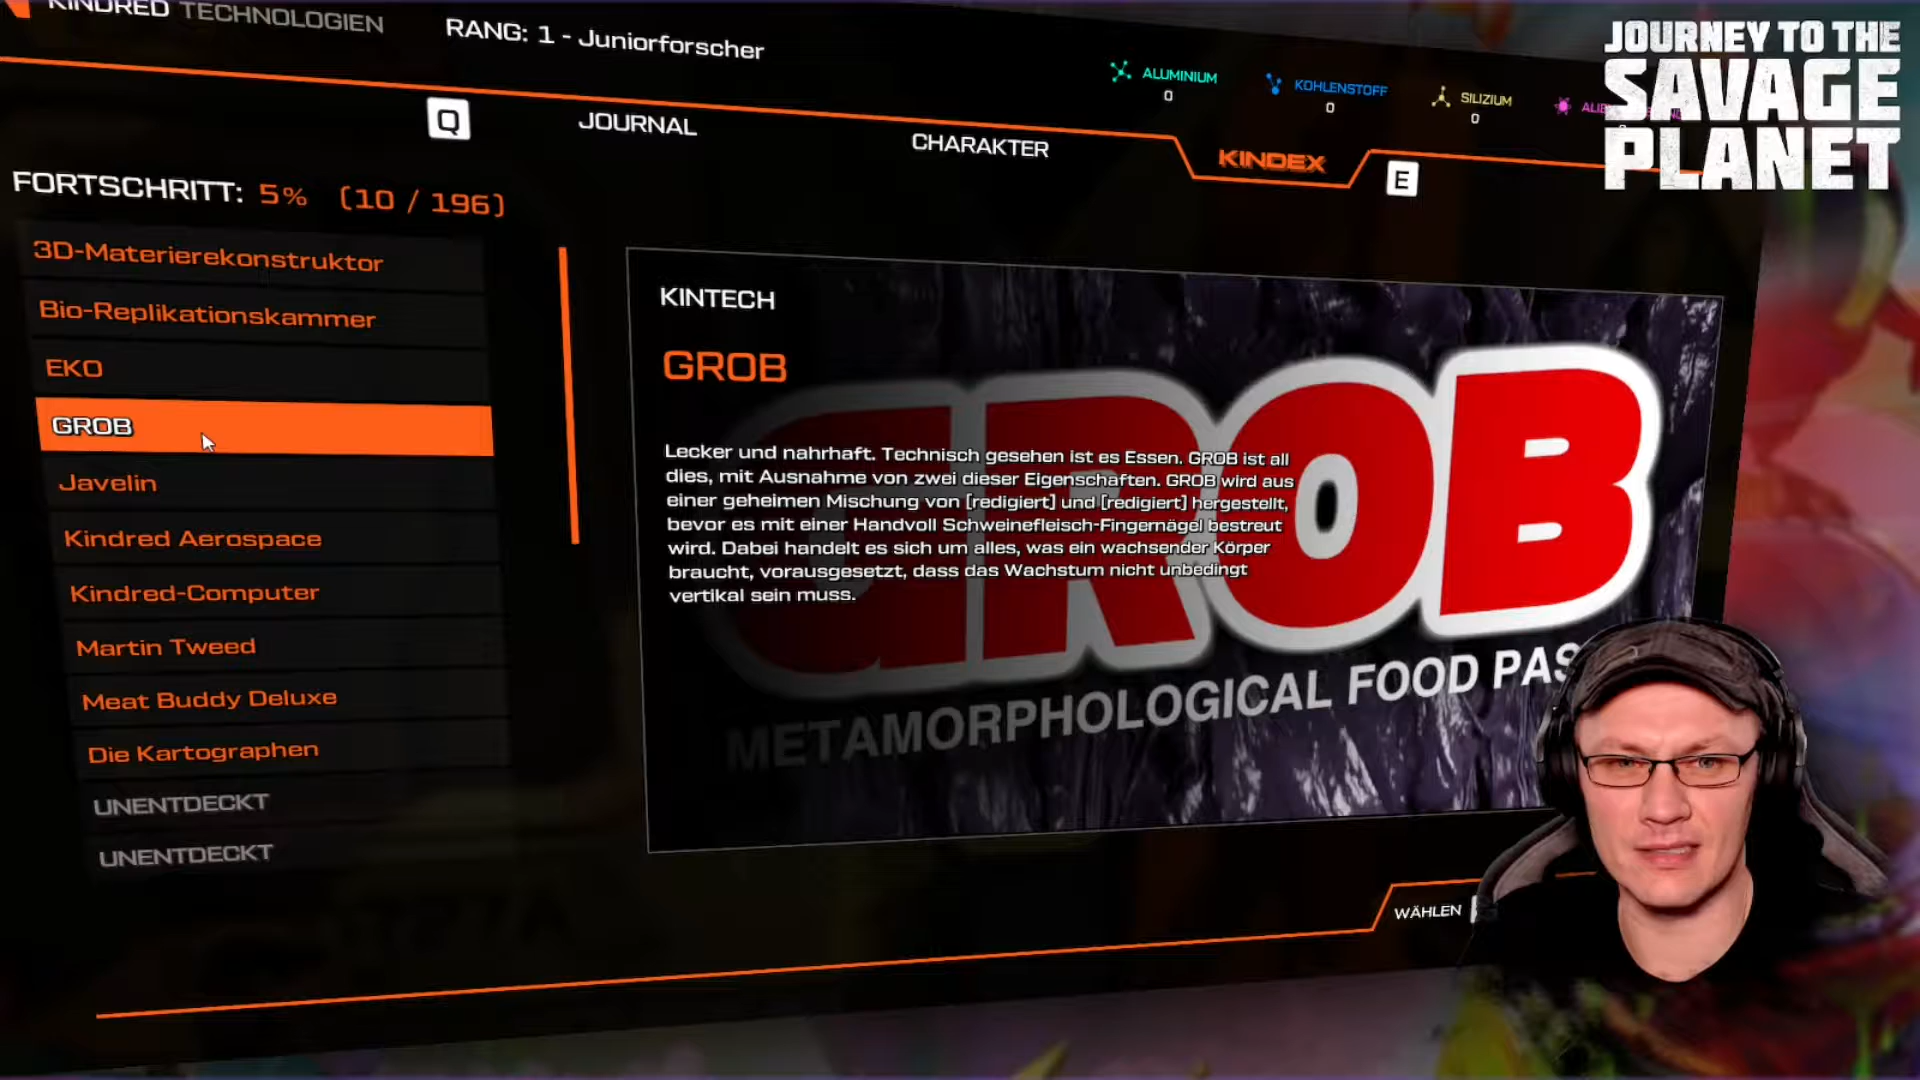 KINDRED TECHNOLOGIEN
RANG: 1 - Juniorforscher
ALUMINIUM
0
KOHLENSTOFF
0
SILIZIUM
0
JOURNEY TO THE
SAVAGE
PLANET
Q
JOURNAL
CHARAKTER
KINDEX
E
FORTSCHRITT: 5% (10 / 196)
3D-Materierekonstruktor
Bio-Replikationskammer
EKO
GROB
Javelin
Kindred Aerospace
Kindred-Computer
Martin Tweed
Meat Buddy Deluxe
Die Kartographen
UNENTDECKT
UNENTDECKT
KINTECH
GROB
Lecker und nahrhaft. Technisch gesehen ist es Essen. GROB ist all
dies, mit Ausnahme von zwei dieser Eigenschaften. GROB wird aus
einer geheimen Mischung von [redigiert] und [redigiert] hergestellt,
bevor es mit einer Handvoll Schweinefleisch-Fingernägel bestreut
wird. Dabei handelt es sich um alles, was ein wachsender Körper
braucht, vorausgesetzt, dass das Wachstum nicht unbedingt
vertikal sein muss.
GROB
METAMORPHOLOGICAL FOOD PAS
WÄHLEN